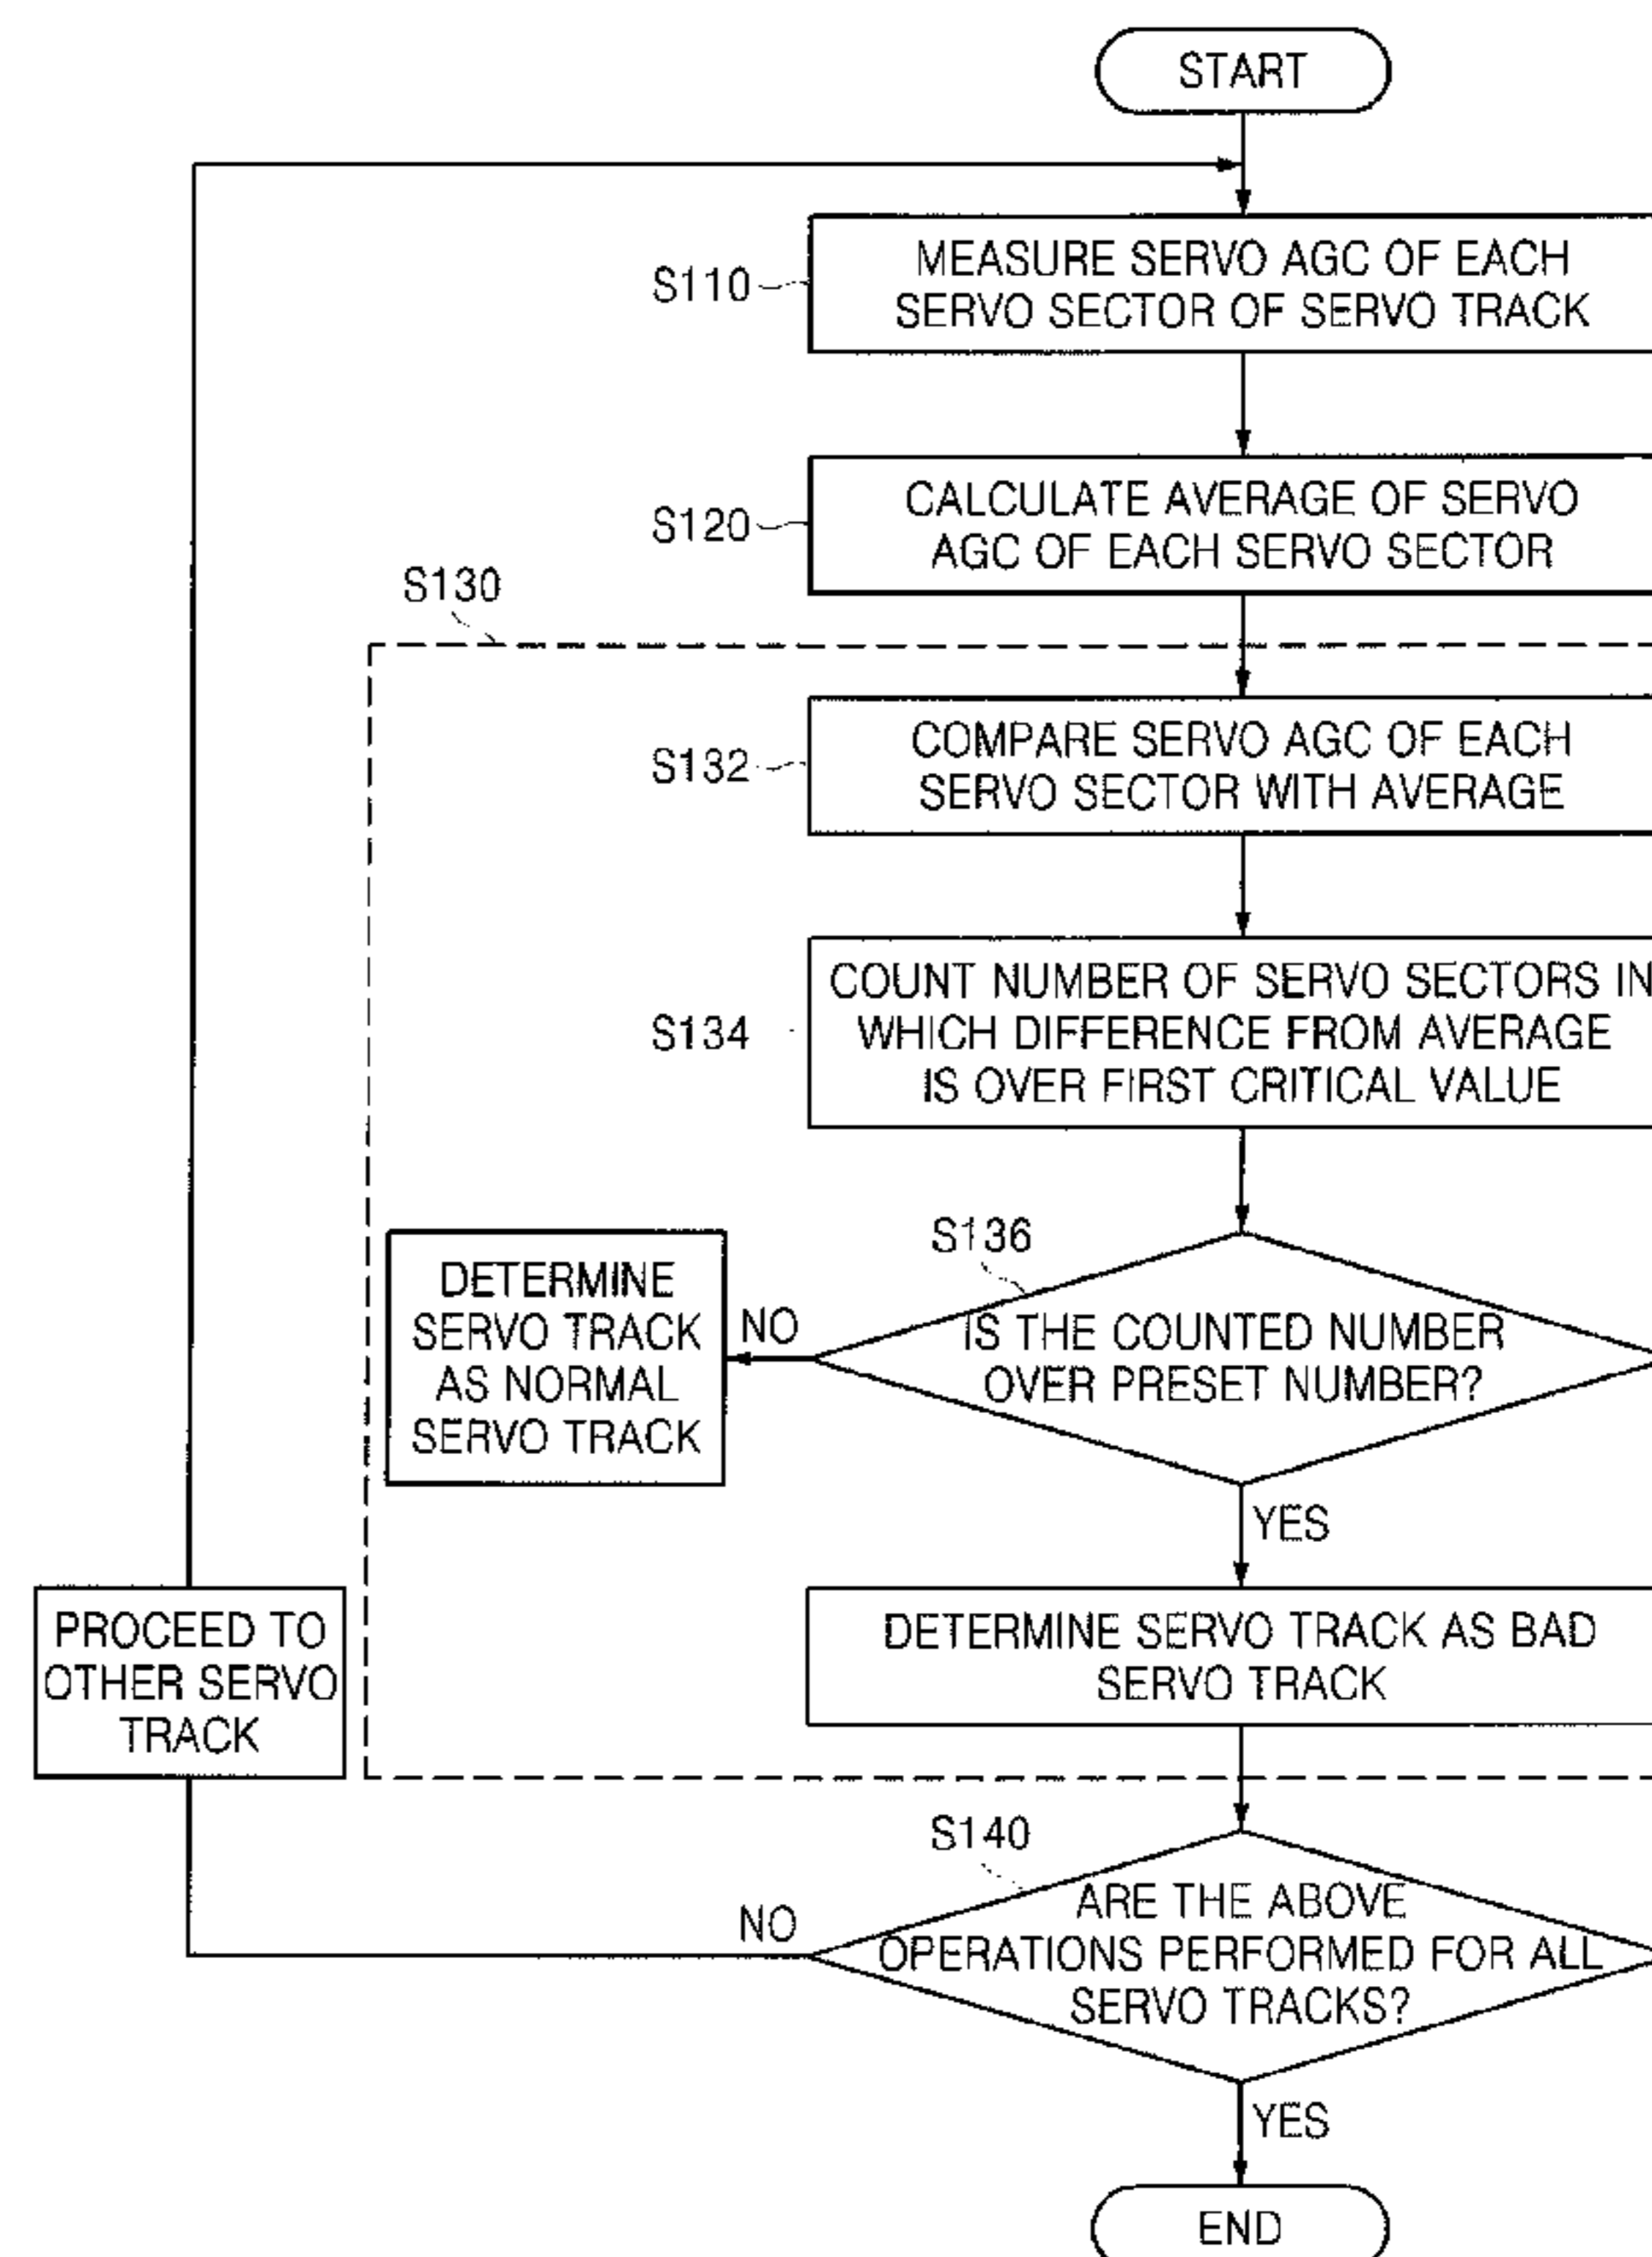 START
S110
MEASURE SERVO AGC OF EACH
SERVO SECTOR OF SERVO TRACK
S120
CALCULATE AVERAGE OF SERVO
AGC OF EACH SERVO SECTOR
S130
S132
COMPARE SERVO AGC OF EACH
SERVO SECTOR WITH AVERAGE
S134
COUNT NUMBER OF SERVO SECTORS IN
WHICH DIFFERENCE FROM AVERAGE
IS OVER FIRST CRITICAL VALUE
S136
IS THE COUNTED NUMBER
OVER PRESET NUMBER?
NO
DETERMINE
SERVO TRACK
AS NORMAL
SERVO TRACK
YES
DETERMINE SERVO TRACK AS BAD
SERVO TRACK
PROCEED TO
OTHER SERVO
TRACK
S140
ARE THE ABOVE
OPERATIONS PERFORMED FOR ALL
SERVO TRACKS?
NO
YES
END